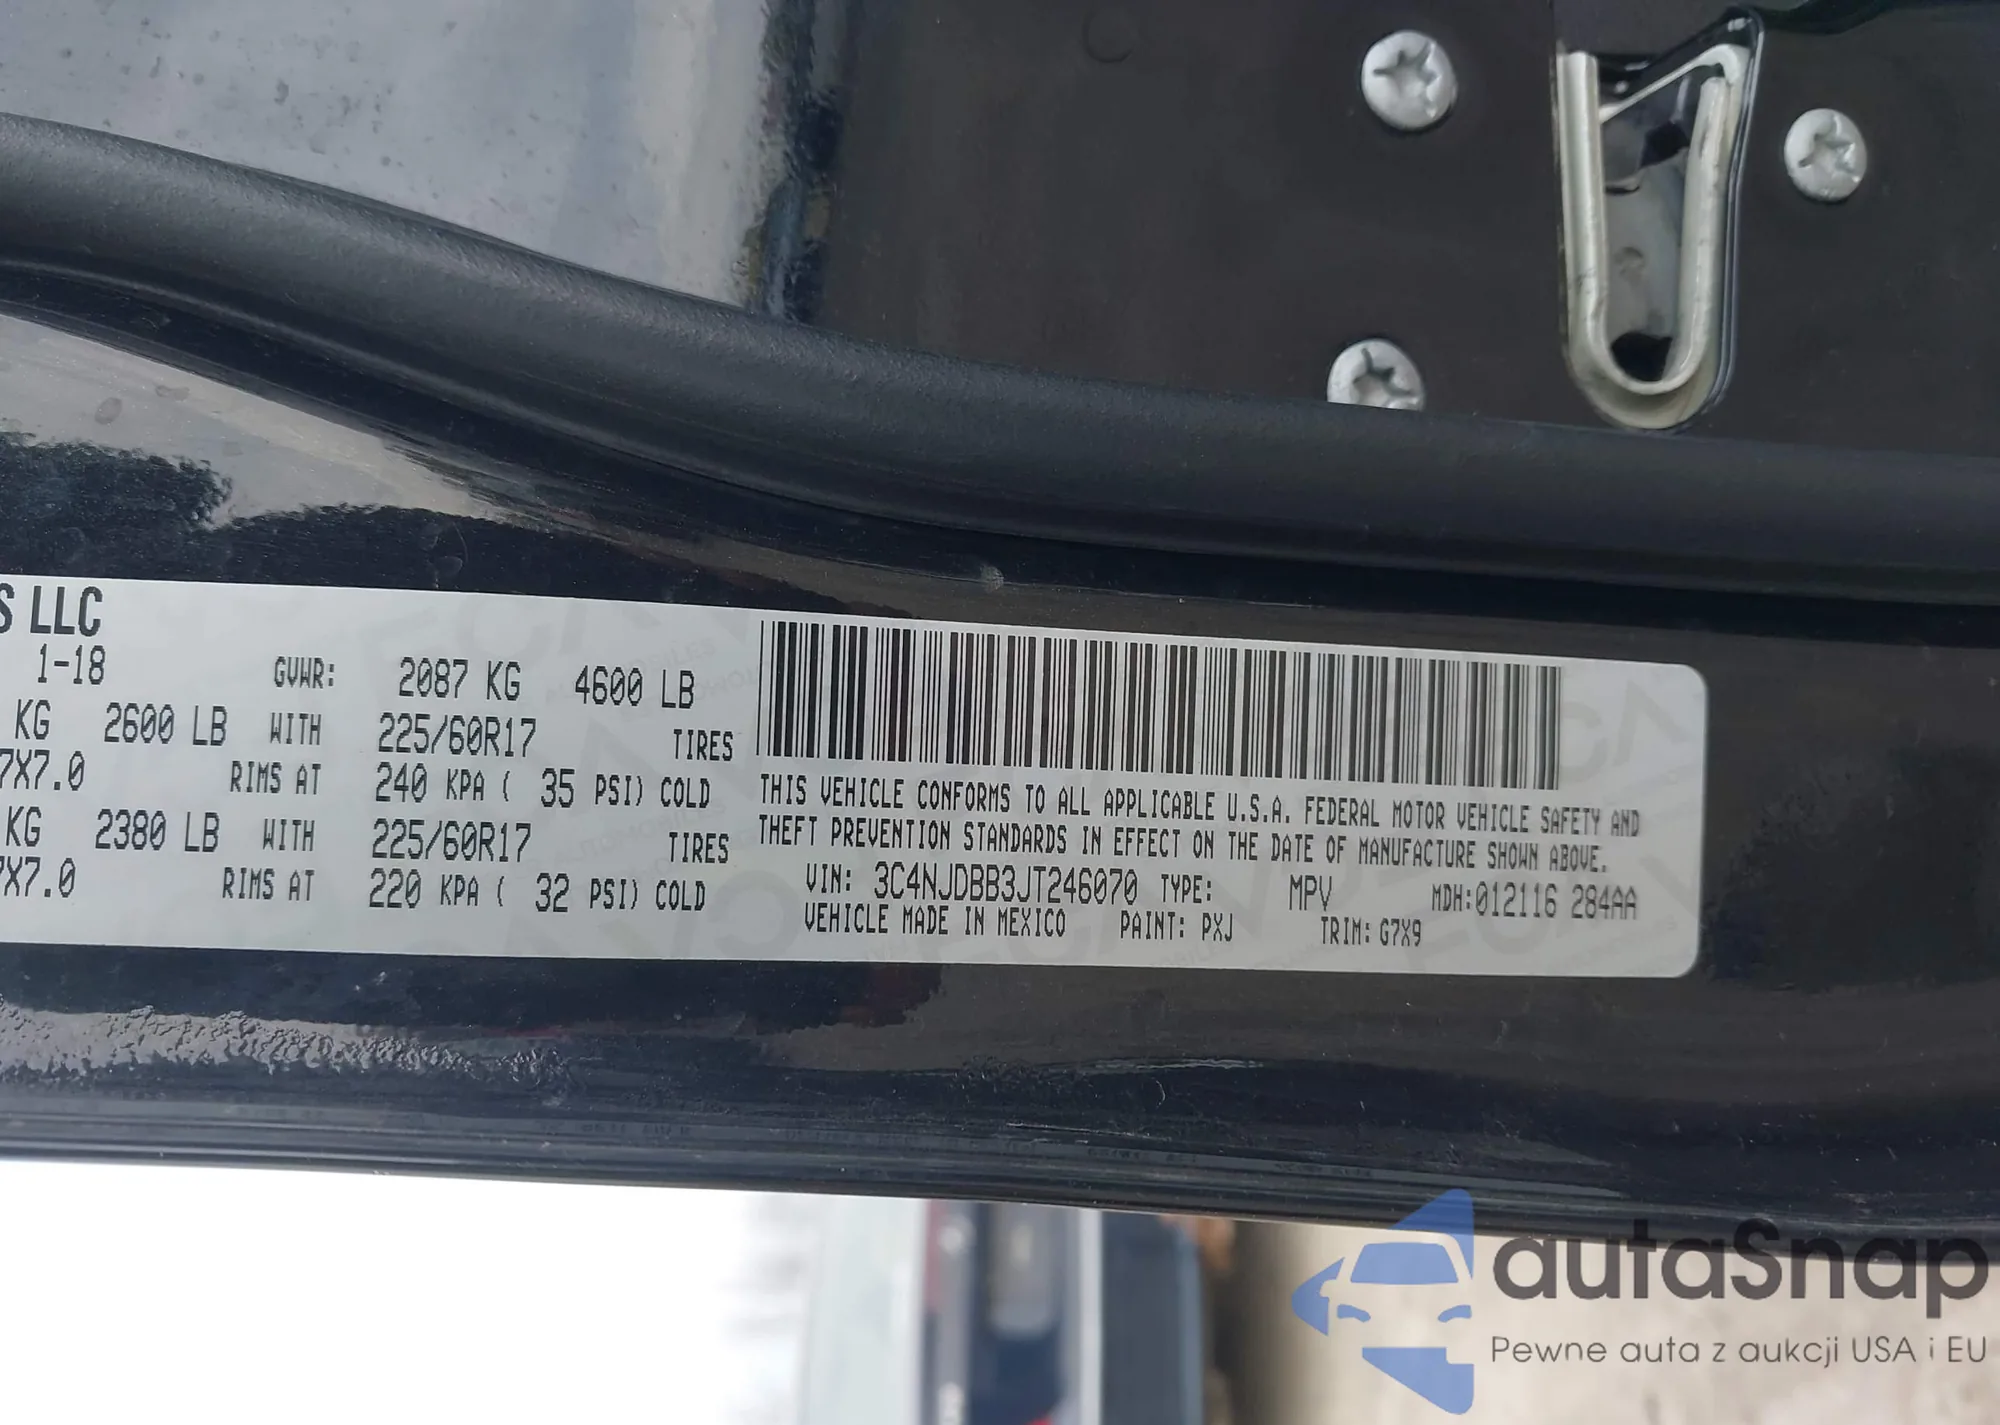 S LLC
1-18 GVWR: 2087 KG 4600 LB
KG 2600 LB WITH 225/60R17 TIRES
7X7.0 RIMS AT 240 KPA ( 35 PSI) COLD
KG 2380 LB WITH 225/60R17 TIRES
7X7.0 RIMS AT 220 KPA ( 32 PSI) COLD
THIS VEHICLE CONFORMS TO ALL APPLICABLE U.S.A. FEDERAL MOTOR VEHICLE SAFETY AND
THEFT PREVENTION STANDARDS IN EFFECT ON THE DATE OF MANUFACTURE SHOWN ABOVE.
VIN: 3C4NJDBB3JT246070 TYPE: MPV MDH:012116 284AA
VEHICLE MADE IN MEXICO PAINT: PXJ TRIM: G7X9
autaSnap
Pewne auta z aukcji USA i EU